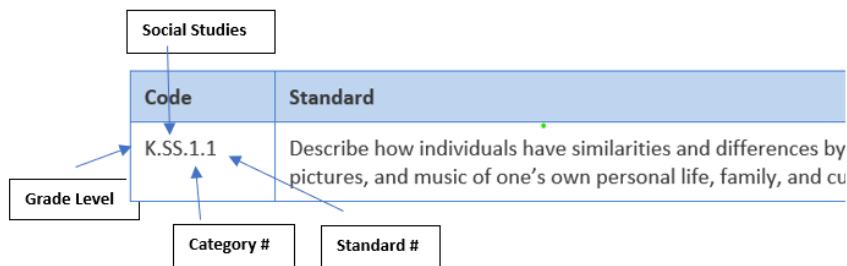 Social Studies
Code Standard
K.SS.1.1 Describe how individuals have similarities and differences by
pictures, and music of one’s own personal life, family, and cu
Grade Level
Category # Standard #